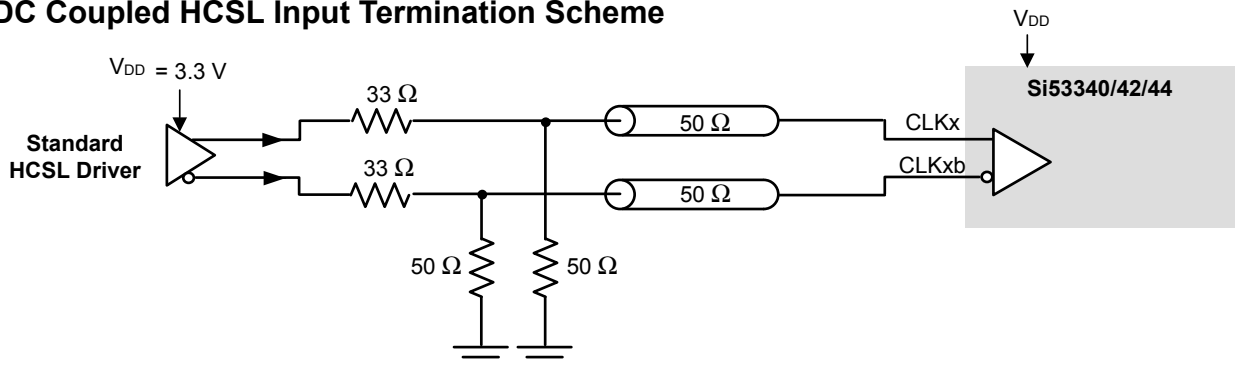 DC Coupled HCSL Input Termination Scheme
VDD
VDD = 3.3 V
Si53340/42/44
33 Ω
Standard
HCSL Driver
50 Ω
CLKx
33 Ω
50 Ω
CLKxb
50 Ω
50 Ω